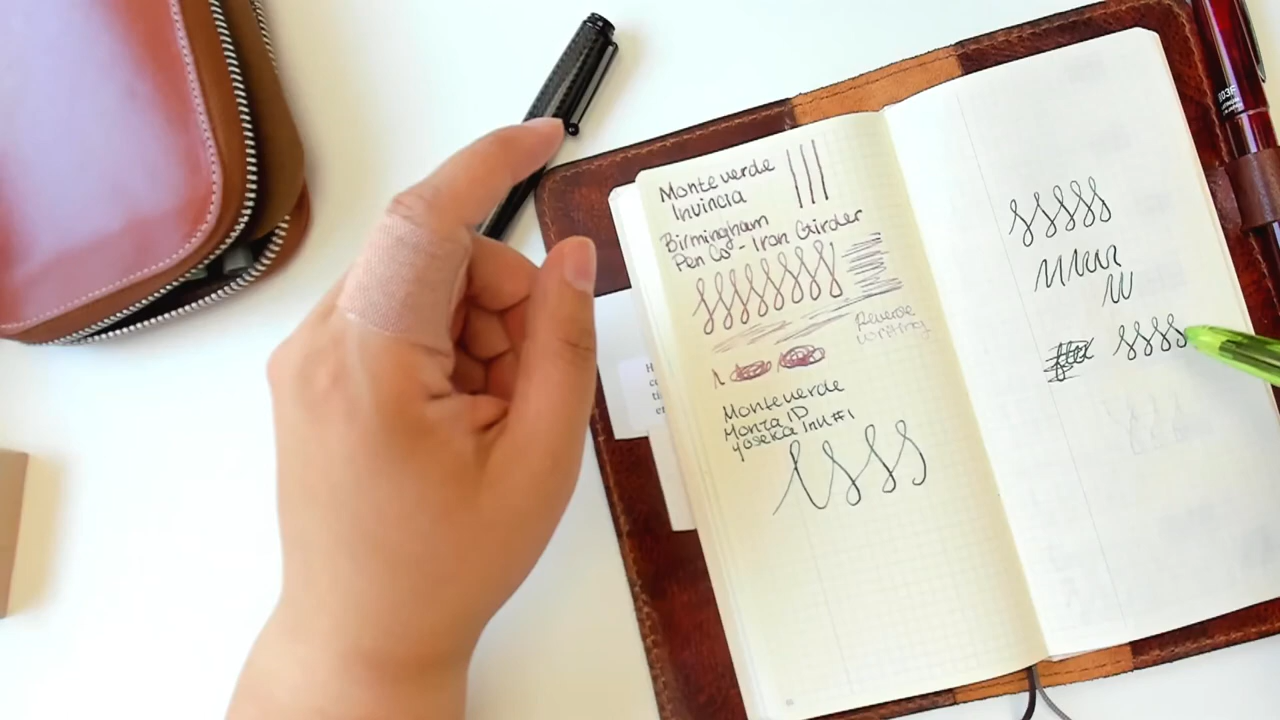 Monteverde
Invincia
Birmingham
Pen Co - Iron Girder
Reverse
writing
Monteverde
Monza ID
yoseka Ink #1